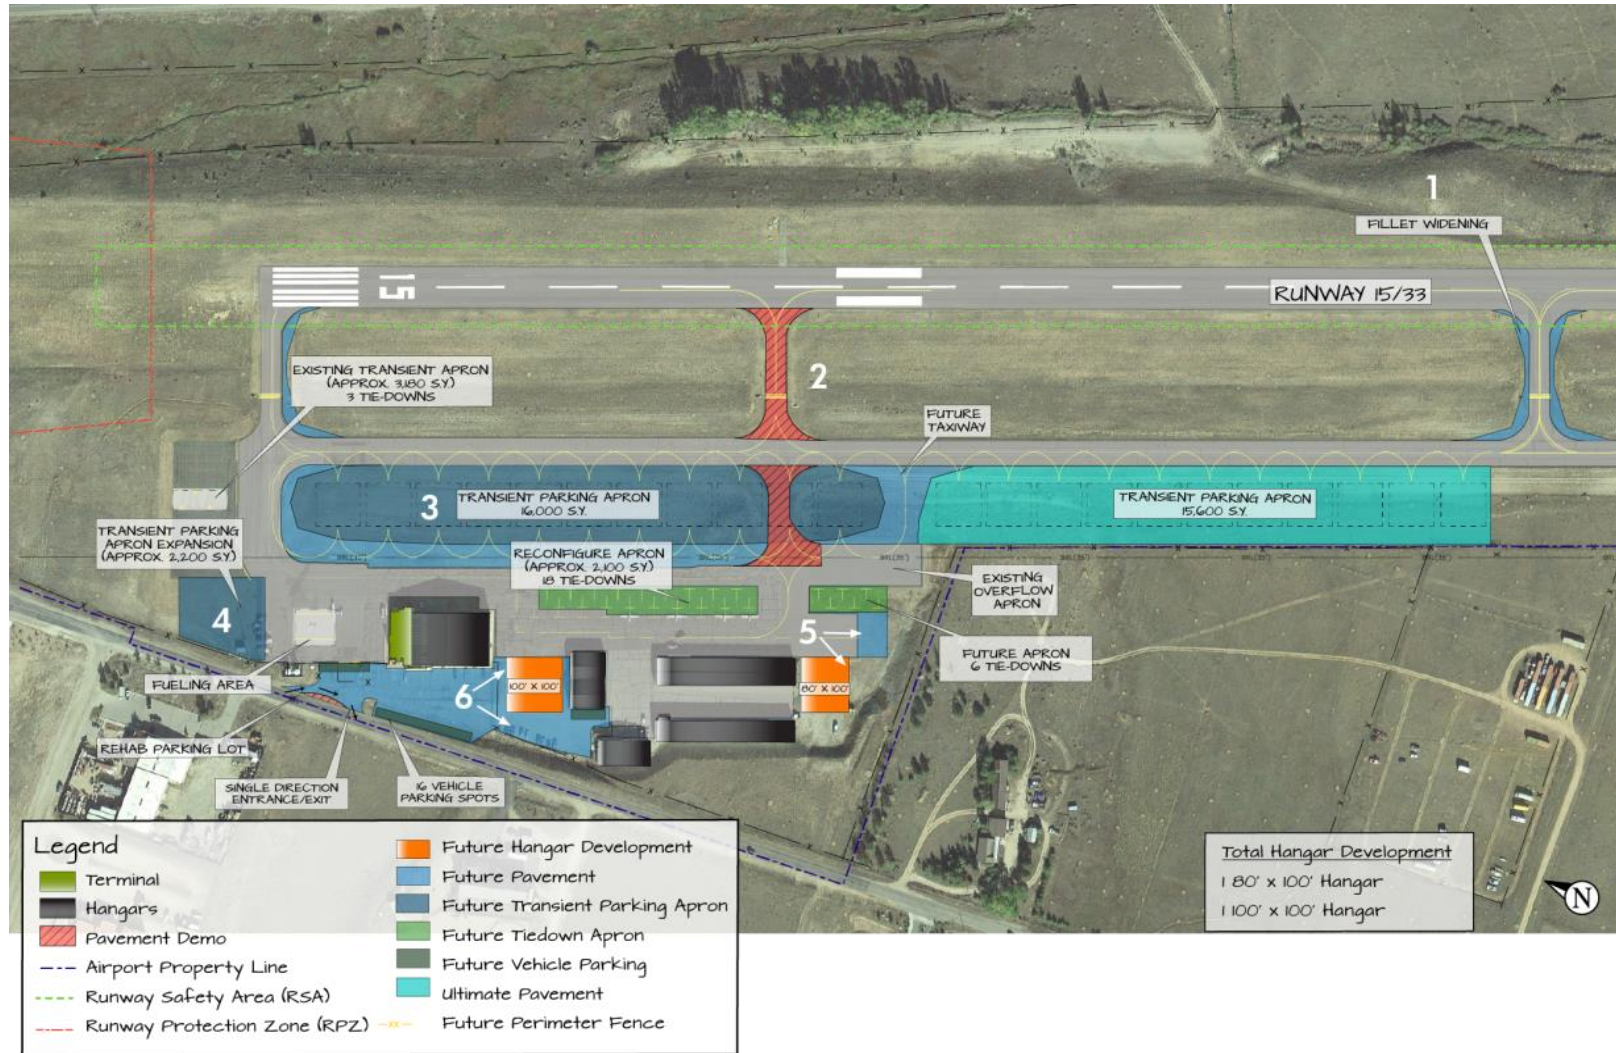 1
FILLET WIDENING
15
RUNWAY 15/33
EXISTING TRANSIENT APRON
(APPROX. 3,180 S.Y.)
3 TIE-DOWNS
2
FUTURE
TAXIWAY
3
TRANSIENT PARKING APRON
16,000 S.Y.
TRANSIENT PARKING APRON
15,600 S.Y.
TRANSIENT PARKING
APRON EXPANSION
(APPROX. 2,200 S.Y.)
RECONFIGURE APRON
(APPROX. 2,100 S.Y.)
18 TIE-DOWNS
EXISTING
OVERFLOW
APRON
4
5
FUTURE APRON
6 TIE-DOWNS
FUELING AREA
6
100' X 100'
80' X 100'
REHAB PARKING LOT
SINGLE DIRECTION
ENTRANCE/EXIT
16 VEHICLE
PARKING SPOTS
Legend
Terminal
Hangars
Pavement Demo
Airport Property Line
Runway Safety Area (RSA)
Runway Protection Zone (RPZ)
Future Hangar Development
Future Pavement
Future Transient Parking Apron
Future Tiedown Apron
Future Vehicle Parking
Ultimate Pavement
Future Perimeter Fence
Total Hangar Development
1 80' x 100' Hangar
1 100' x 100' Hangar
N